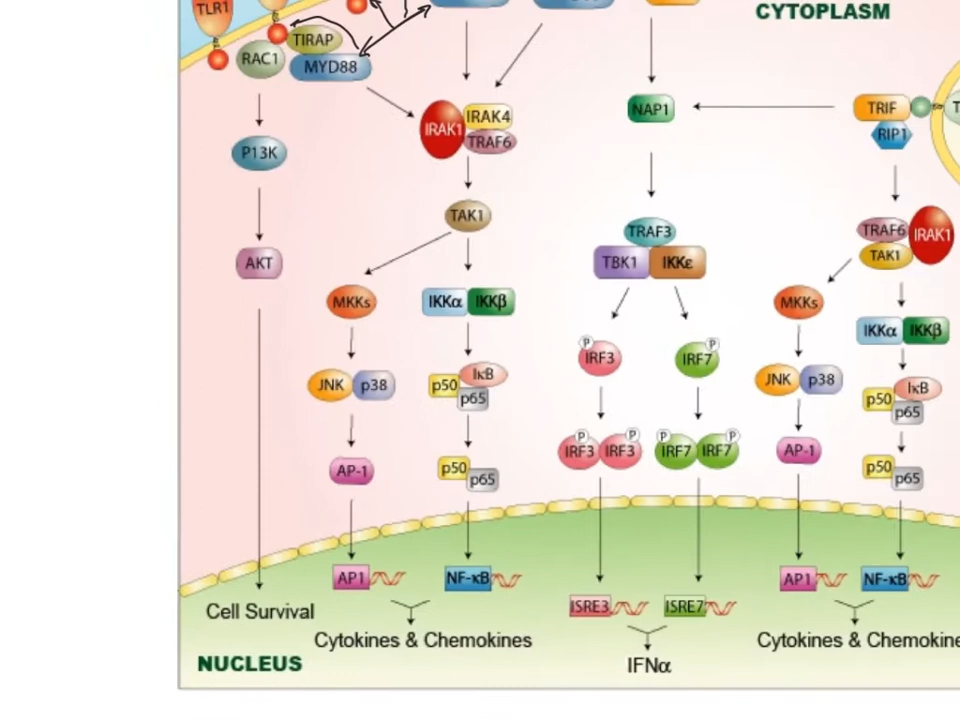 TLR1
CYTOPLASM
TIRAP
RAC1
MYD88
IRAK4
IRAK1
TRAF6
NAP1
TRIF
RIP1
P13K
TAK1
TRAF3
TBK1 IKKε
TRAF6
IRAK1
TAK1
AKT
MKKs
IKKα IKKβ
MKKs
IKKα IKKβ
P
IRF3
P
IRF7
JNK p38
IκB
p50
p65
JNK p38
IκB
p50
p65
P P
IRF3 IRF3
P P
IRF7 IRF7
AP-1
AP-1
p50
p65
p50
p65
AP1
NF-κB
ISRE3
ISRE7
AP1
NF-κB
Cell Survival
Cytokines & Chemokines
Cytokines & Chemokine
NUCLEUS
IFNα